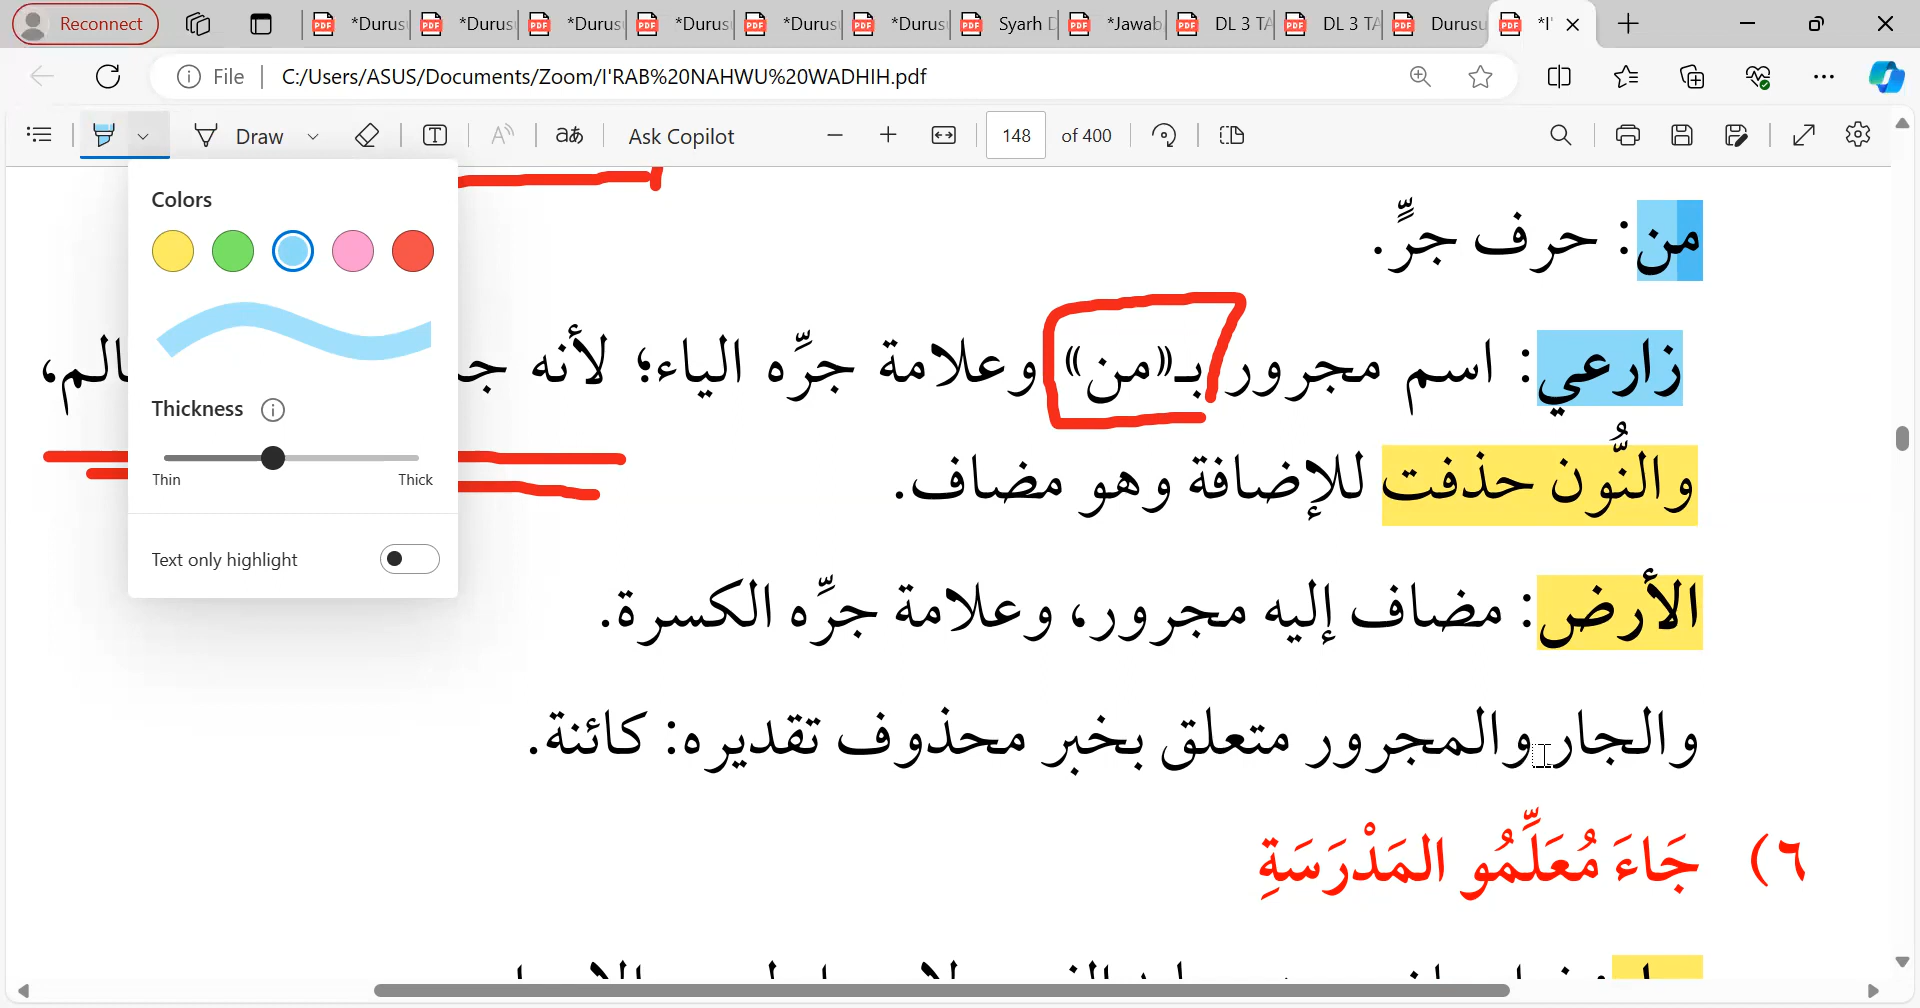 Reconnect
*Durus
*Durus
*Durus
*Durus
*Durus
*Durus
Syarh D
*Jawab
DL 3 TA
DL 3 TA
Durusu
*I'
File
C:/Users/ASUS/Documents/Zoom/I'RAB%20NAHWU%20WADHIH.pdf
Draw
Ask Copilot
148
of 400
Colors
Thickness
Thin
Thick
Text only highlight
من: حرف جرٍّ.
زارعي: اسم مجرور بـ«من» وعلامة جرِّه الياء؛ لأنه جـ
والنُّون حذفت للإضافة وهو مضاف.
الأرض: مضاف إليه مجرور، وعلامة جرِّه الكسرة.
والجار والمجرور متعلق بخبر محذوف تقديره: كائنة.
٦) جَاءَ مُعَلِّمُو المَدْرَسَةِ